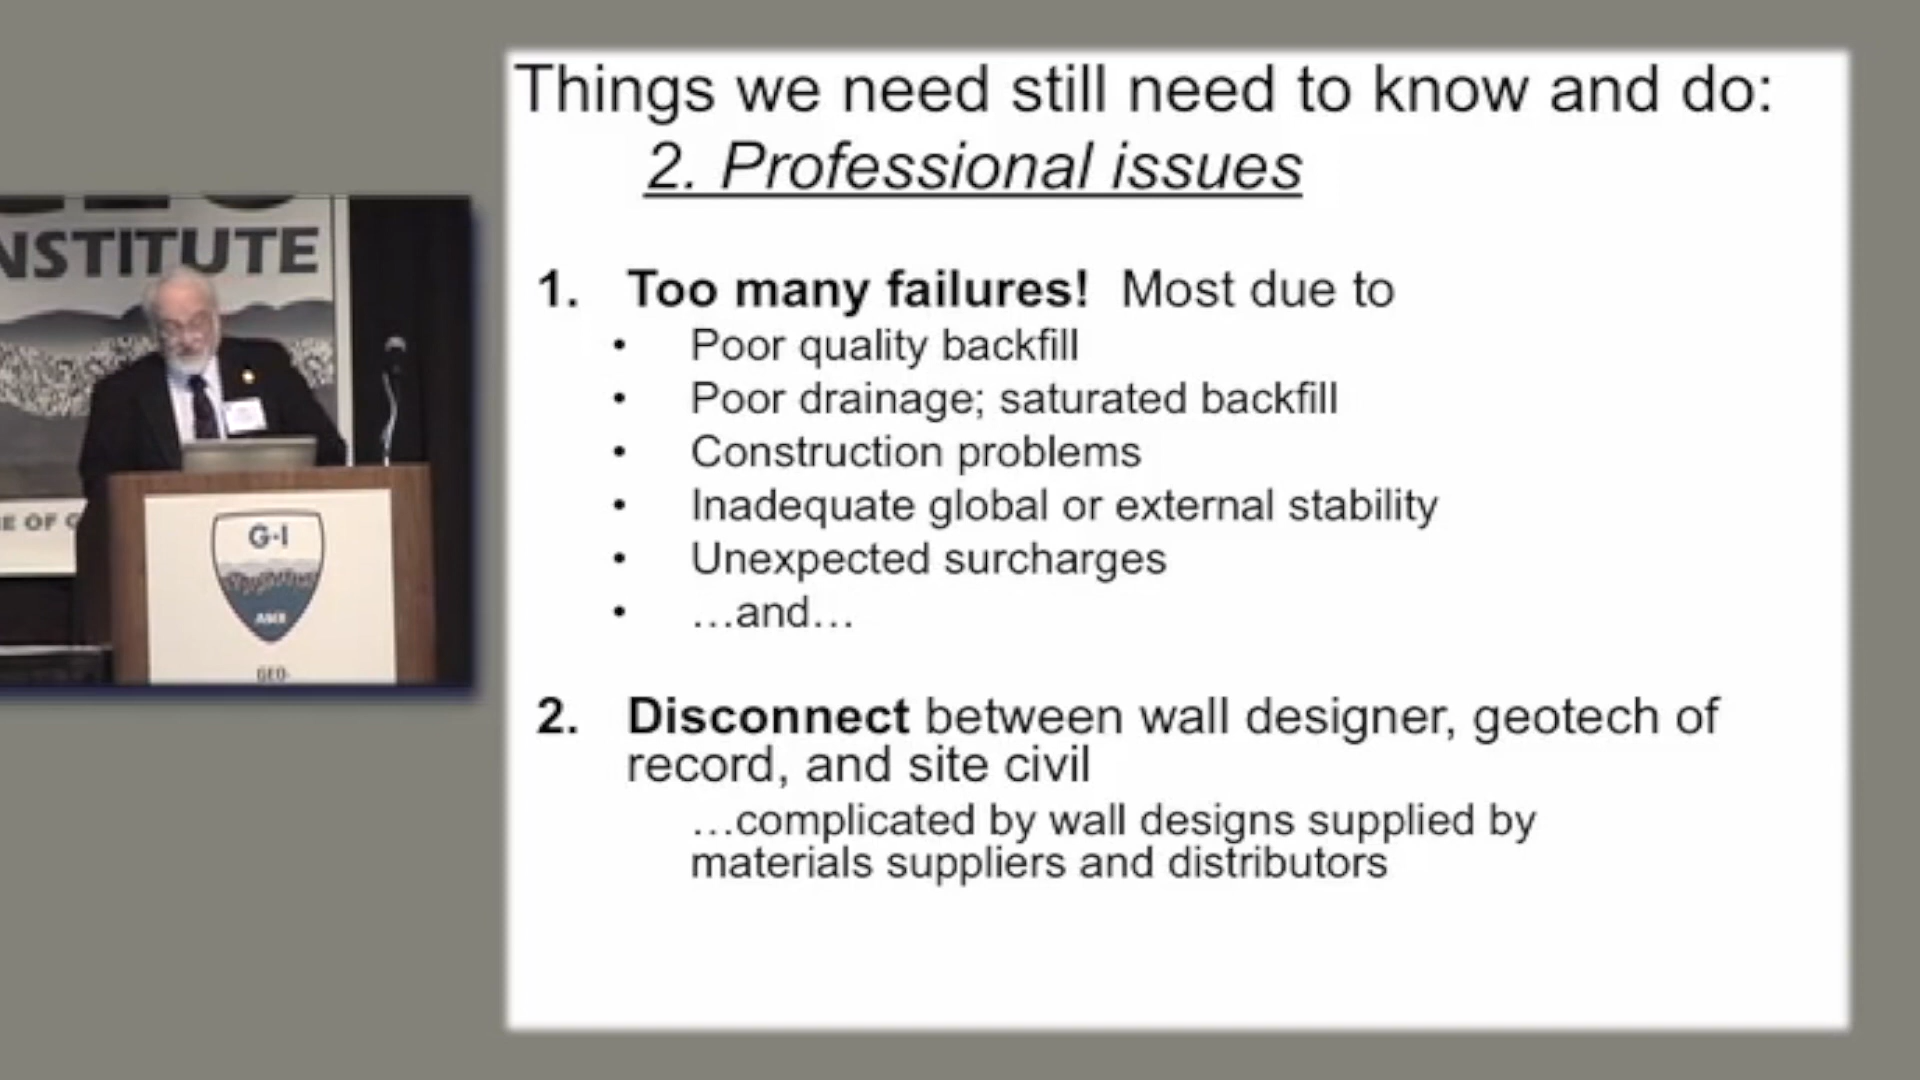 Things we need still need to know and do:
2. Professional issues
1. Too many failures! Most due to
• Poor quality backfill
• Poor drainage; saturated backfill
• Construction problems
• Inadequate global or external stability
• Unexpected surcharges
• …and…
2. Disconnect between wall designer, geotech of
record, and site civil
…complicated by wall designs supplied by
materials suppliers and distributors
NSTITUTE
E OF
G-I
GEO-